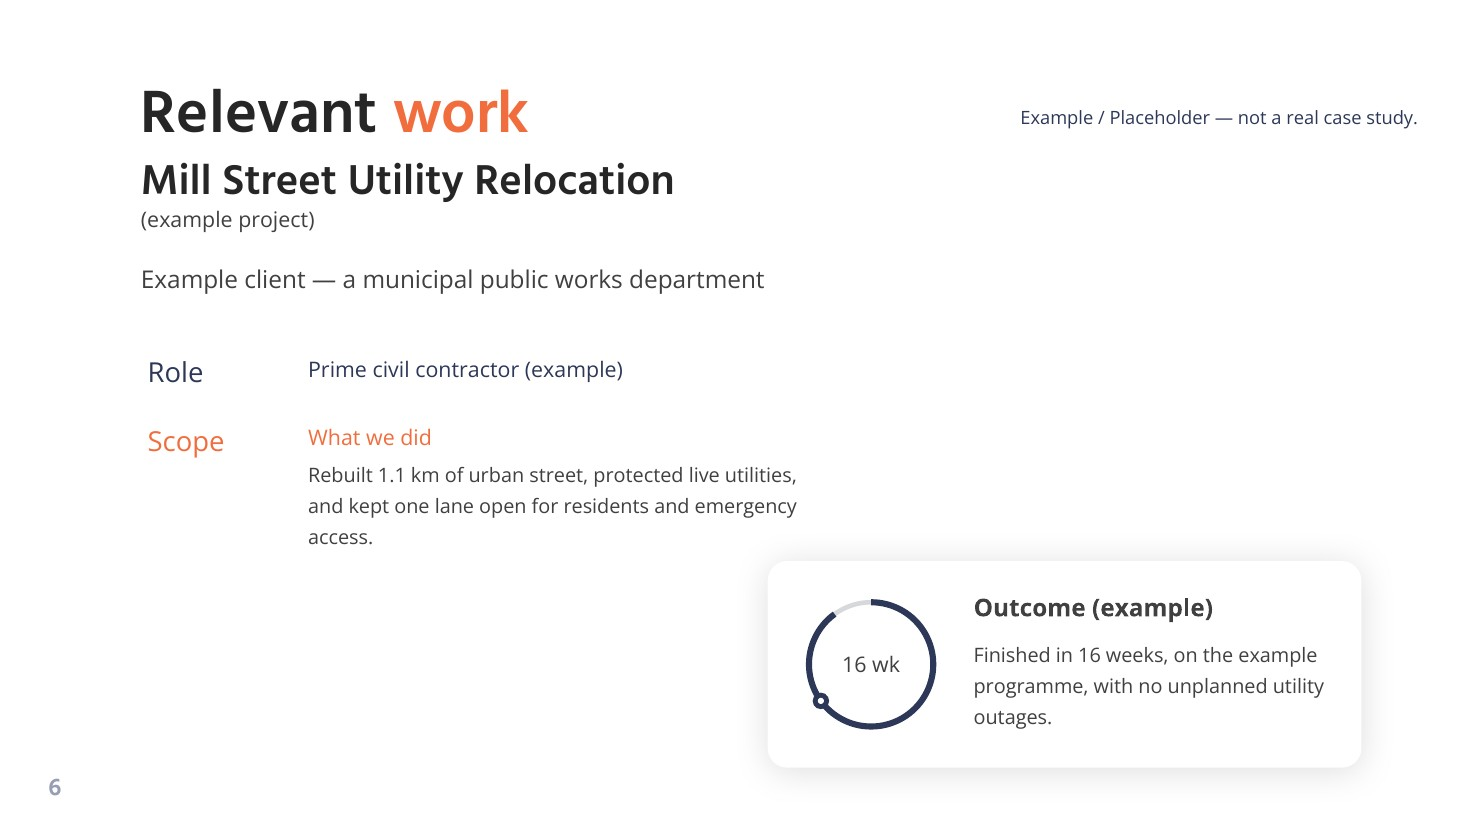 Relevant work
Example / Placeholder — not a real case study.
Mill Street Utility Relocation
(example project)
Example client — a municipal public works department
Role
Prime civil contractor (example)
Scope
What we did
Rebuilt 1.1 km of urban street, protected live utilities,
and kept one lane open for residents and emergency
access.
16 wk
Outcome (example)
Finished in 16 weeks, on the example
programme, with no unplanned utility
outages.
6